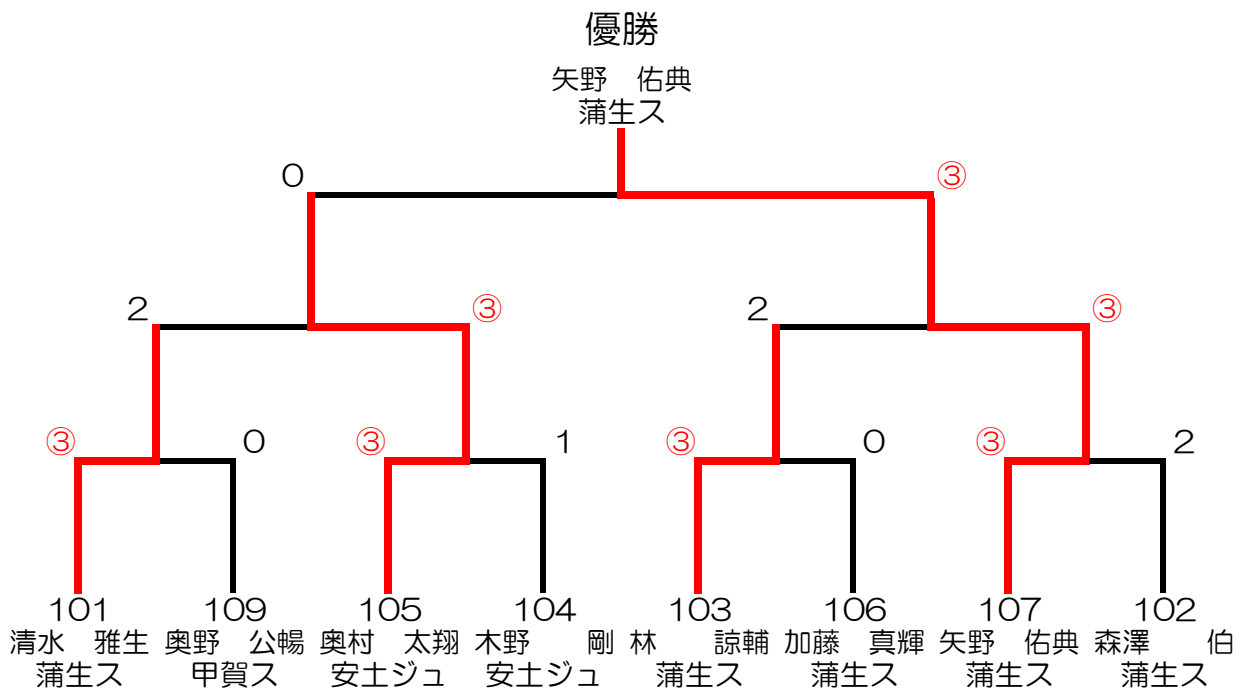 優勝
矢野　佑典
蒲生ス
0 ③
2 ③ 2 ③
③ 0 ③ 1 ③ 0 ③ 2
101 109 105 104 103 106 107 102
清水　雅生 奥野　公暢 奥村　太翔 木野　　剛 林　　諒輔 加藤　真輝 矢野　佑典 森澤　　伯
蒲生ス 甲賀ス 安土ジュ 安土ジュ 蒲生ス 蒲生ス 蒲生ス 蒲生ス